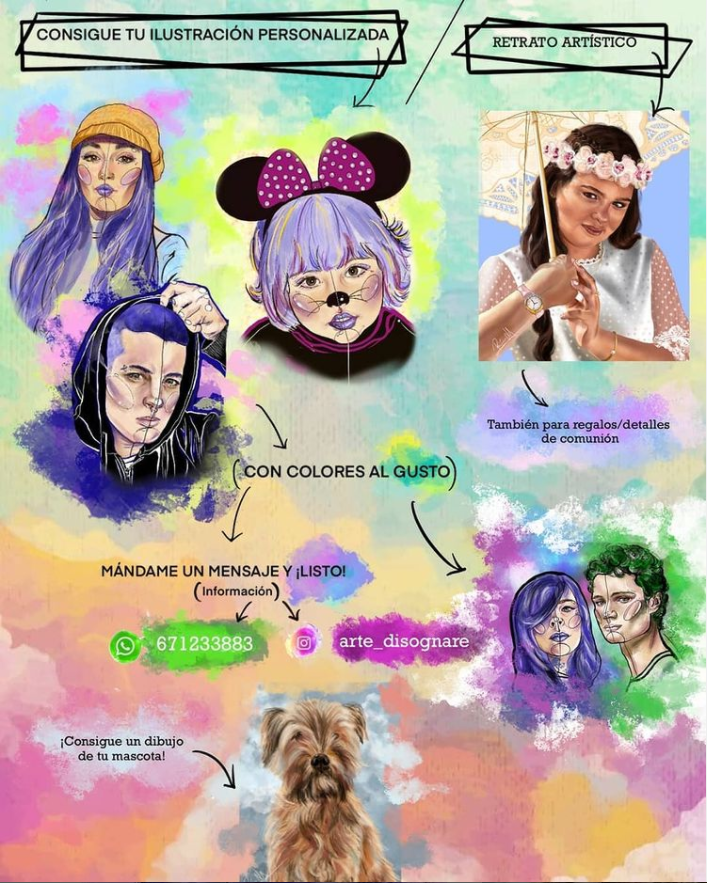 CONSIGUE TU ILUSTRACIÓN PERSONALIZADA
RETRATO ARTÍSTICO
También para regalos/detalles
de comunión
(CON COLORES AL GUSTO)
MÁNDAME UN MENSAJE Y ¡LISTO!
(Información)
671233883
arte_disognare
¡Consigue un dibujo
de tu mascota!